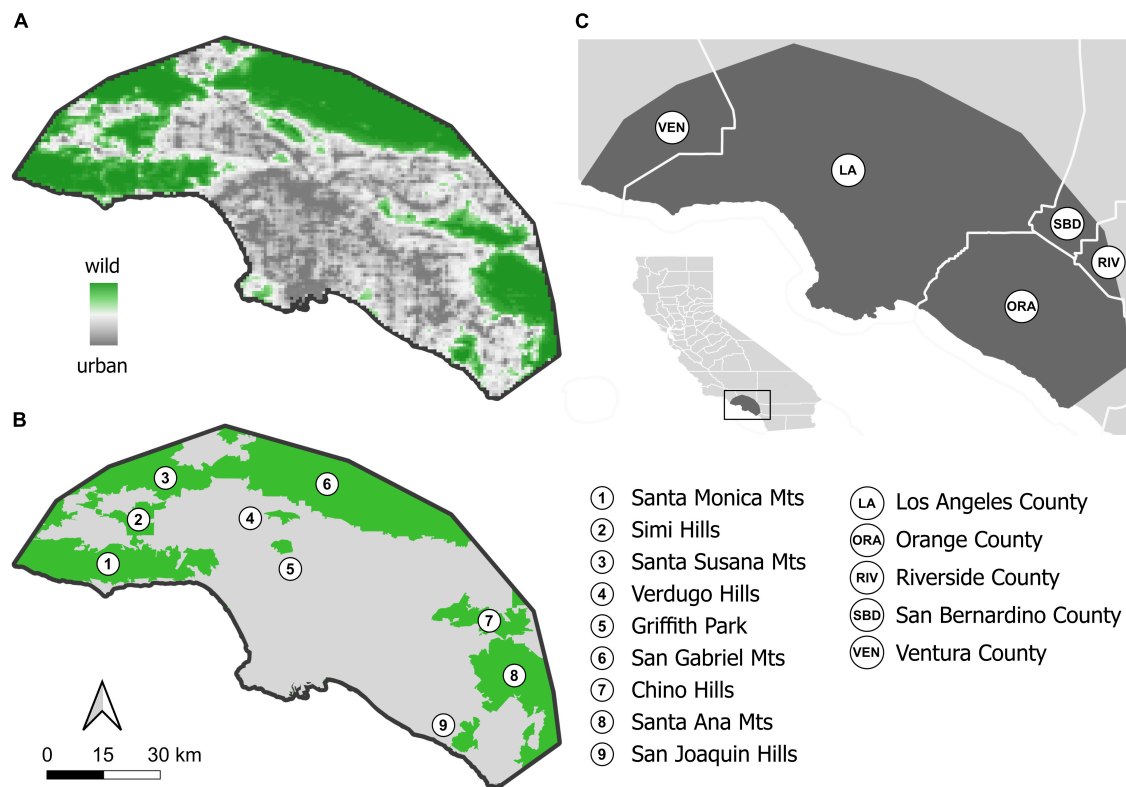 A
wild
urban
C
VEN
LA
SBD
RIV
ORA
B
1
2
3
4
5
6
7
8
9
0 15 30 km
1 Santa Monica Mts
2 Simi Hills
3 Santa Susana Mts
4 Verdugo Hills
5 Griffith Park
6 San Gabriel Mts
7 Chino Hills
8 Santa Ana Mts
9 San Joaquin Hills
LA Los Angeles County
ORA Orange County
RIV Riverside County
SBD San Bernardino County
VEN Ventura County